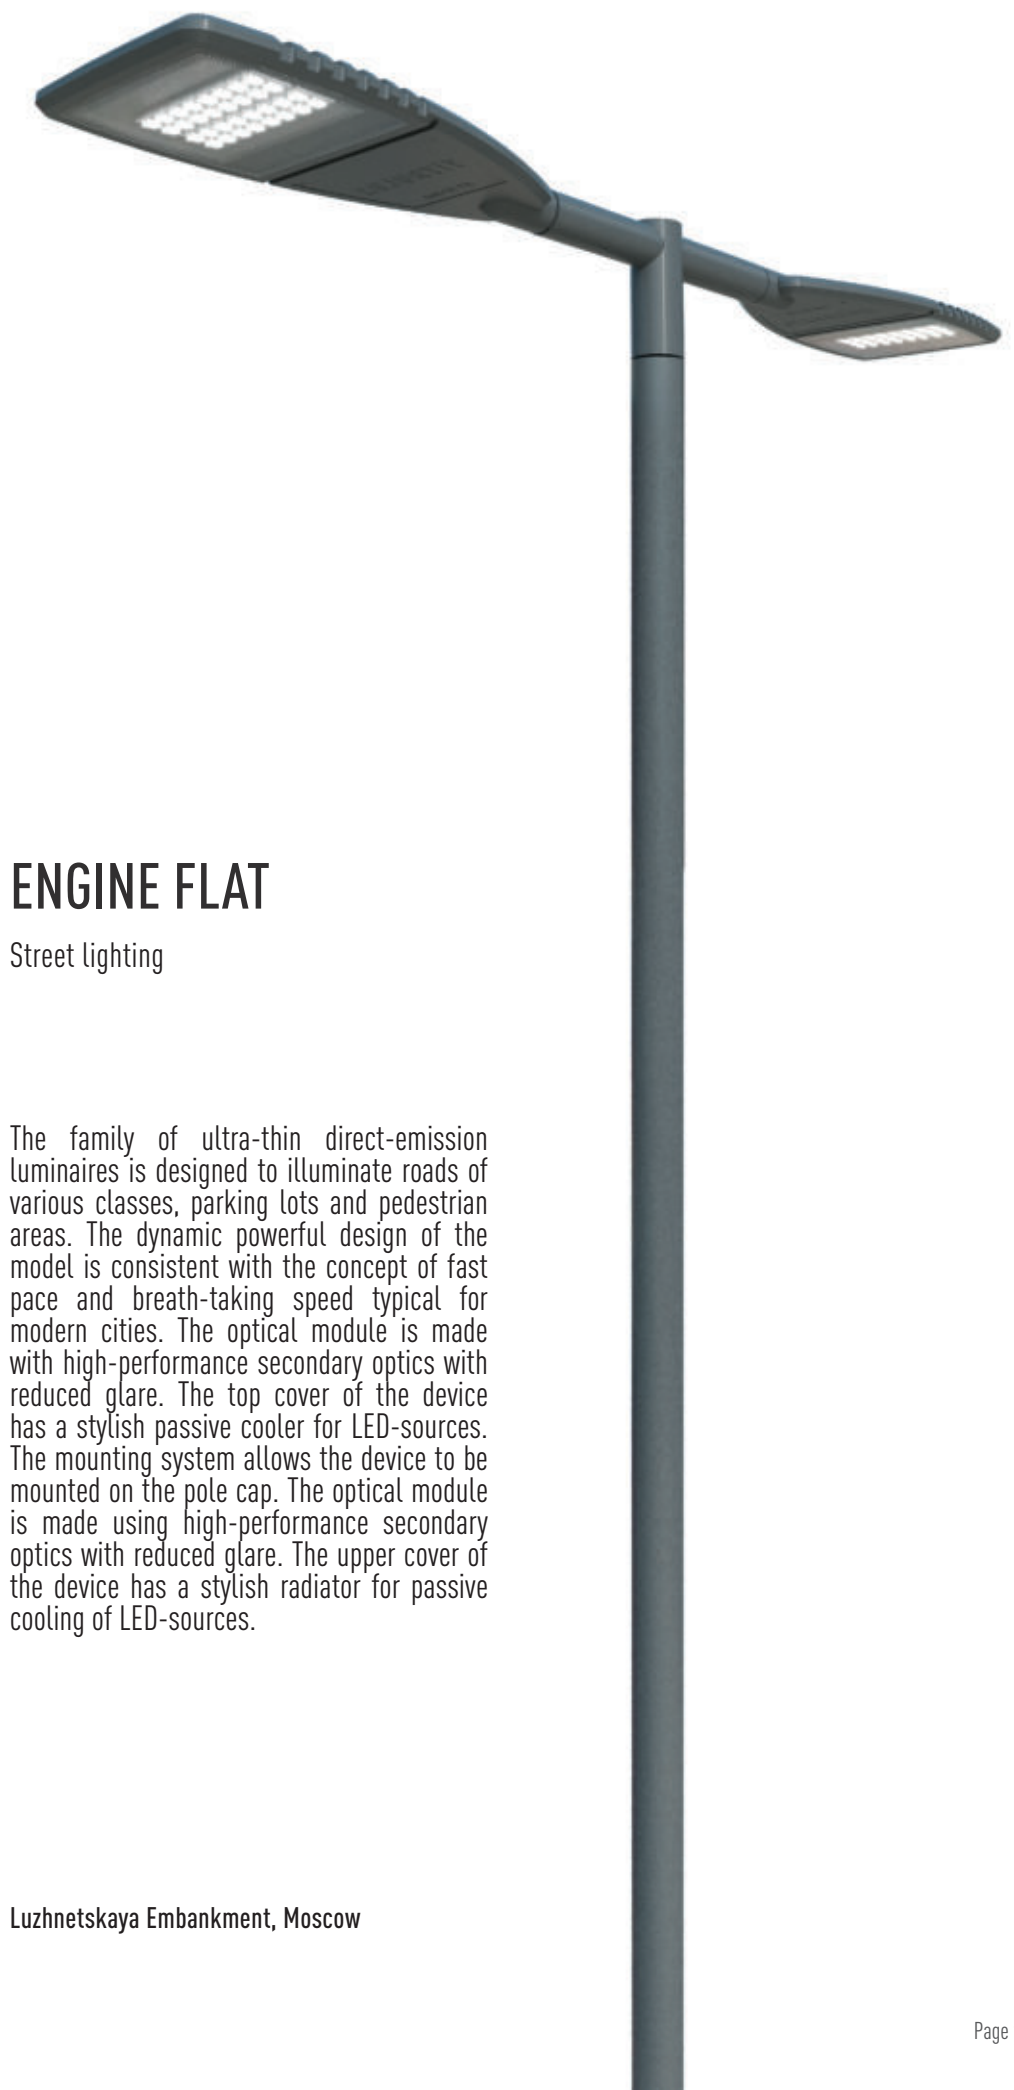 ENGINE FLAT
Street lighting
The family of ultra-thin direct-emission
luminaires is designed to illuminate roads of
various classes, parking lots and pedestrian
areas. The dynamic powerful design of the
model is consistent with the concept of fast
pace and breath-taking speed typical for
modern cities. The optical module is made
with high-performance secondary optics with
reduced glare. The top cover of the device
has a stylish passive cooler for LED-sources.
The mounting system allows the device to be
mounted on the pole cap. The optical module
is made using high-performance secondary
optics with reduced glare. The upper cover of
the device has a stylish radiator for passive
cooling of LED-sources.
Luzhnetskaya Embankment, Moscow
Page